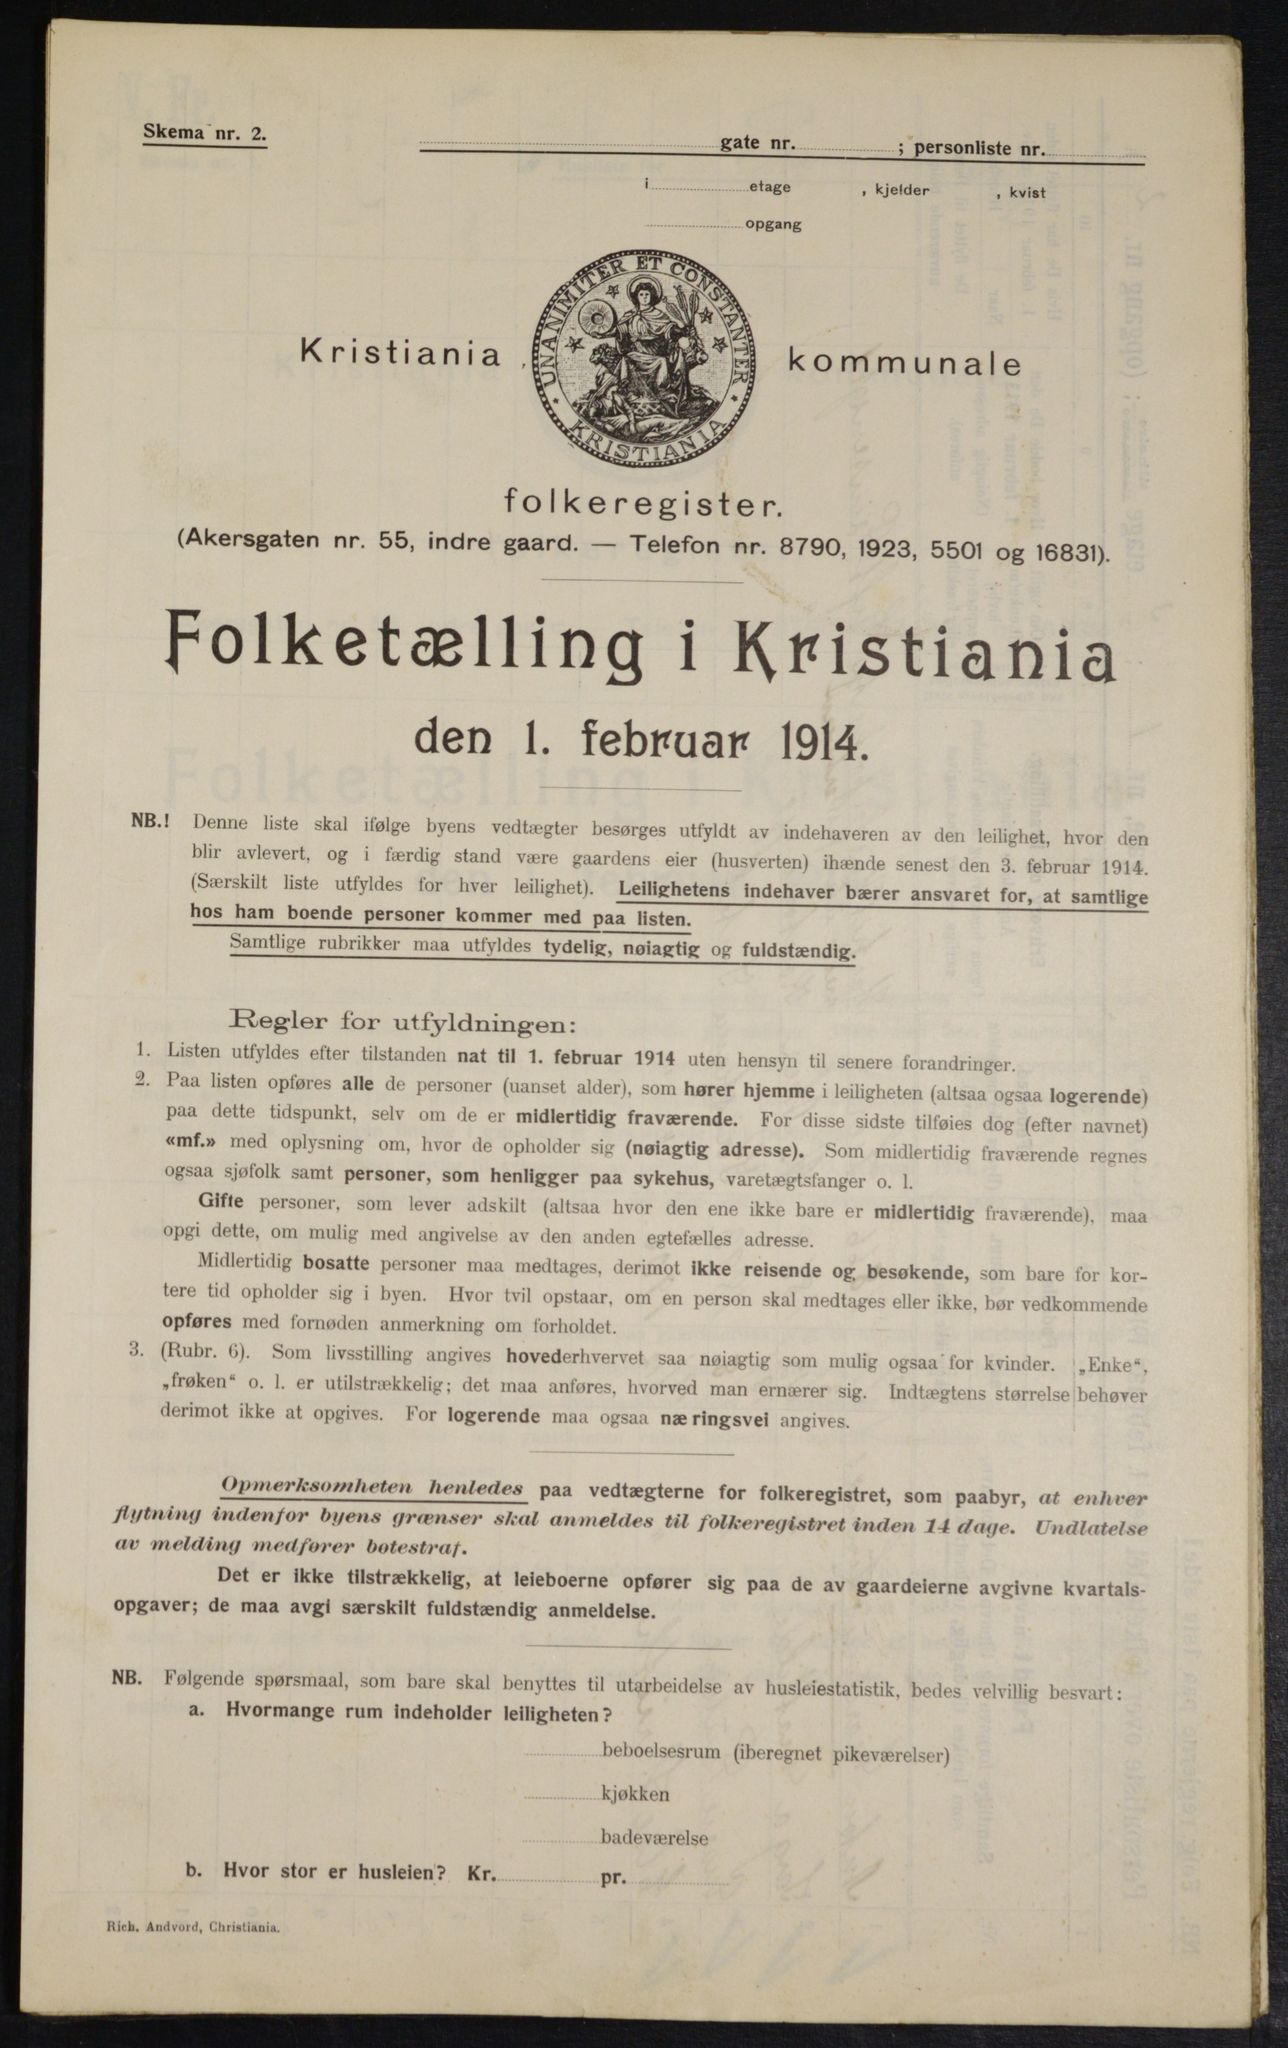 Skema nr. 2.
gate nr. ; personliste nr.
i etage , kjelder , kvist
opgang
UNANIMITER ET CONSTANTER
KRISTIANIA
Kristiania kommunale
folkeregister.
(Akersgaten nr. 55, indre gaard. — Telefon nr. 8790, 1923, 5501 og 16831).
Folketælling i Kristiania
den 1. februar 1914.
NB.! Denne liste skal ifølge byens vedtægter besørges utfyldt av indehaveren av den leilighet, hvor den
blir avlevert, og i færdig stand være gaardens eier (husverten) ihænde senest den 3. februar 1914.
(Særskilt liste utfyldes for hver leilighet). Leilighetens indehaver bærer ansvaret for, at samtlige
hos ham boende personer kommer med paa listen.
Samtlige rubrikker maa utfyldes tydelig, nøiagtig og fuldstændig.
Regler for utfyldningen:
1. Listen utfyldes efter tilstanden nat til 1. februar 1914 uten hensyn til senere forandringer.
2. Paa listen opføres alle de personer (uanset alder), som hører hjemme i leiligheten (altsaa ogsaa logerende)
paa dette tidspunkt, selv om de er midlertidig fraværende. For disse sidste tilføies dog (efter navnet)
«mf.» med oplysning om, hvor de opholder sig (nøiagtig adresse). Som midlertidig fraværende regnes
ogsaa sjøfolk samt personer, som henligger paa sykehus, varetægtsfanger o. l.
Gifte personer, som lever adskilt (altsaa hvor den ene ikke bare er midlertidig fraværende), maa
opgi dette, om mulig med angivelse av den anden egtefælles adresse.
Midlertidig bosatte personer maa medtages, derimot ikke reisende og besøkende, som bare for kor-
tere tid opholder sig i byen. Hvor tvil opstaar, om en person skal medtages eller ikke, bør vedkommende
opføres med fornøden anmerkning om forholdet.
3. (Rubr. 6). Som livsstilling angives hovederhvervet saa nøiagtig som mulig ogsaa for kvinder. „Enke“,
„frøken“ o. l. er utilstrækkelig; det maa anføres, hvorved man ernærer sig. Indtægtens størrelse behøver
derimot ikke at opgives. For logerende maa ogsaa næringsvei angives.
Opmerksomheten henledes paa vedtægterne for folkeregistret, som paabyr, at enhver
flytning indenfor byens grænser skal anmeldes til folkeregistret inden 14 dage. Undlatelse
av melding medfører bøtestraf.
Det er ikke tilstrækkelig, at leieboerne opfører sig paa de av gaardeierne avgivne kvartals-
opgaver; de maa avgi særskilt fuldstændig anmeldelse.
NB. Følgende spørsmaal, som bare skal benyttes til utarbeidelse av husleiestatistik, bedes velvillig besvart:
a. Hvormange rum indeholder leiligheten?
beboelsesrum (iberegnet pikeværelser)
kjøkken
badeværelse
b. Hvor stor er husleien? Kr. pr.
Rich. Andvord, Christiania.